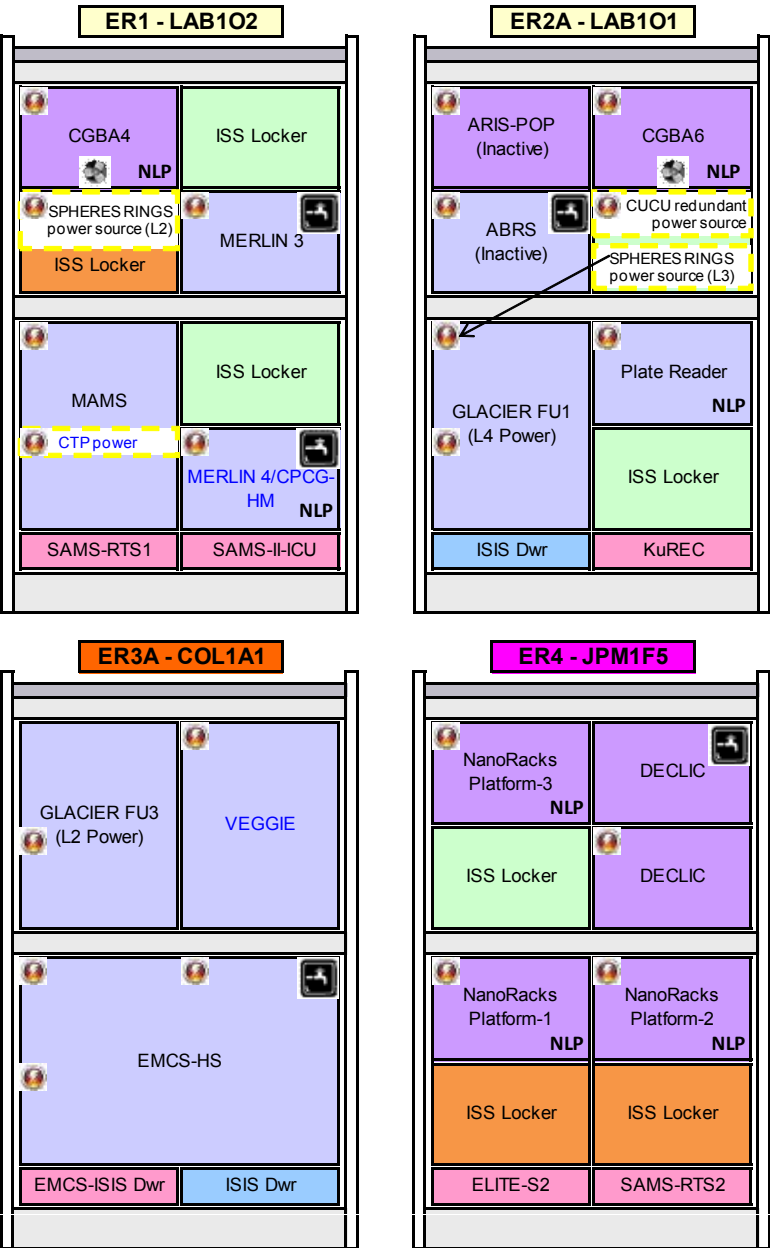 ER1 - LAB1O2
CGBA4
NLP
ISS Locker
SPHERES RINGS
power source (L2)
ISS Locker
MERLIN 3
MAMS
CTP power
ISS Locker
MERLIN 4/CPCG-
HM
NLP
SAMS-RTS1
SAMS-II-ICU
ER2A - LAB1O1
ARIS-POP
(Inactive)
CGBA6
NLP
ABRS
(Inactive)
CUCU redundant
power source
SPHERES RINGS
power source (L3)
GLACIER FU1
(L4 Power)
Plate Reader
NLP
ISS Locker
ISIS Dwr
KuREC
ER3A - COL1A1
GLACIER FU3
(L2 Power)
VEGGIE
EMCS-HS
EMCS-ISIS Dwr
ISIS Dwr
ER4 - JPM1F5
NanoRacks
Platform-3
NLP
DECLIC
ISS Locker
DECLIC
NanoRacks
Platform-1
NLP
NanoRacks
Platform-2
NLP
ISS Locker
ISS Locker
ELITE-S2
SAMS-RTS2